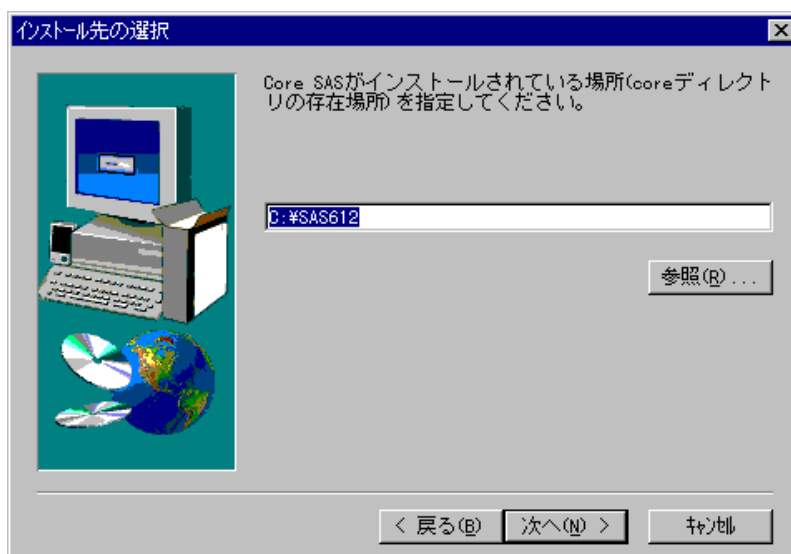 ｲﾝｽﾄｰﾙ先の選択
Core SASがインストールされている場所(coreディレクト
リの存在場所)を指定してください。
C:¥SAS612
参照(R)...
< 戻る(B)
次へ(N) >
ｷｬﾝｾﾙ